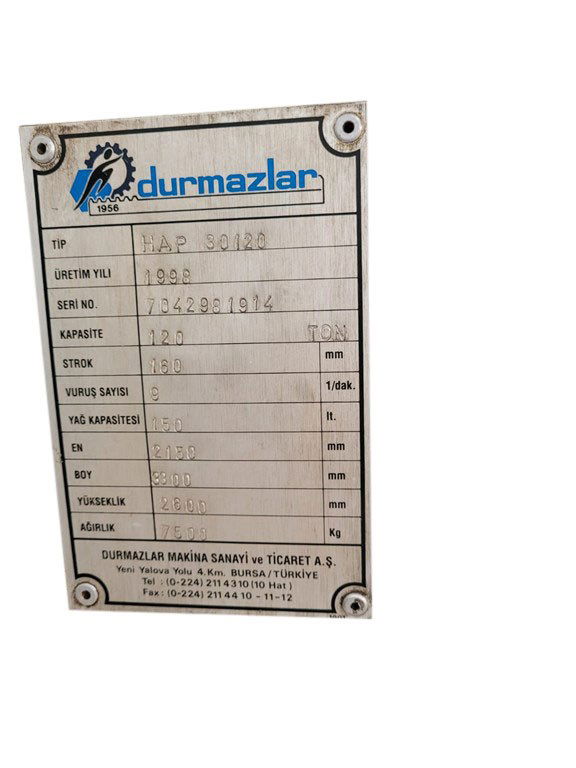 durmazlar
1956
TİP HAP 30120
ÜRETİM YILI 1998
SERİ NO. 7042981914
KAPASİTE 120 TON
STROK 160 mm
VURUŞ SAYISI 9 1/dak.
YAĞ KAPASİTESİ 150 lt.
EN 2150 mm
BOY 3300 mm
YÜKSEKLİK 2600 mm
AĞIRLIK 7500 Kg
DURMAZLAR MAKİNA SANAYİ ve TİCARET A.Ş.
Yeni Yalova Yolu 4.Km. BURSA/TÜRKİYE
Tel : (0-224) 211 43 10 (10 Hat)
Fax : (0-224) 211 44 10 - 11-12